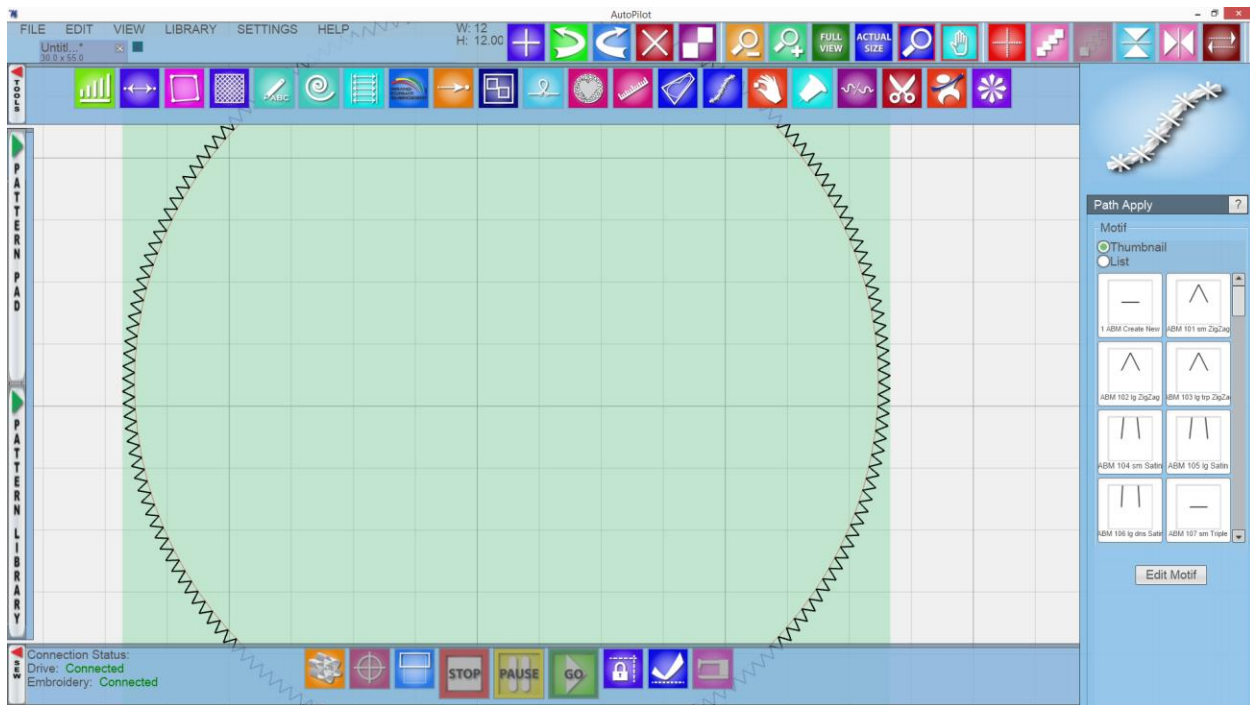 AutoPilot
FILE EDIT VIEW LIBRARY SETTINGS HELP
W: 12
H: 12.00
Untitl...*
30.0 x 55.0
FULL VIEW
ACTUAL SIZE
TOOLS
ABC
PATTERN PAD
PATTERN LIBRARY
Path Apply ?
Motif
Thumbnail
List
1 ABM Create New
ABM 101 sm ZigZag
ABM 102 lg ZigZag
ABM 103 lg trp ZigZa
ABM 104 sm Satin
ABM 105 lg Satin
ABM 106 lg dns Satin
ABM 107 sm Triple
Edit Motif
SEW
Connection Status:
Drive: Connected
Embroidery: Connected
STOP
PAUSE
GO